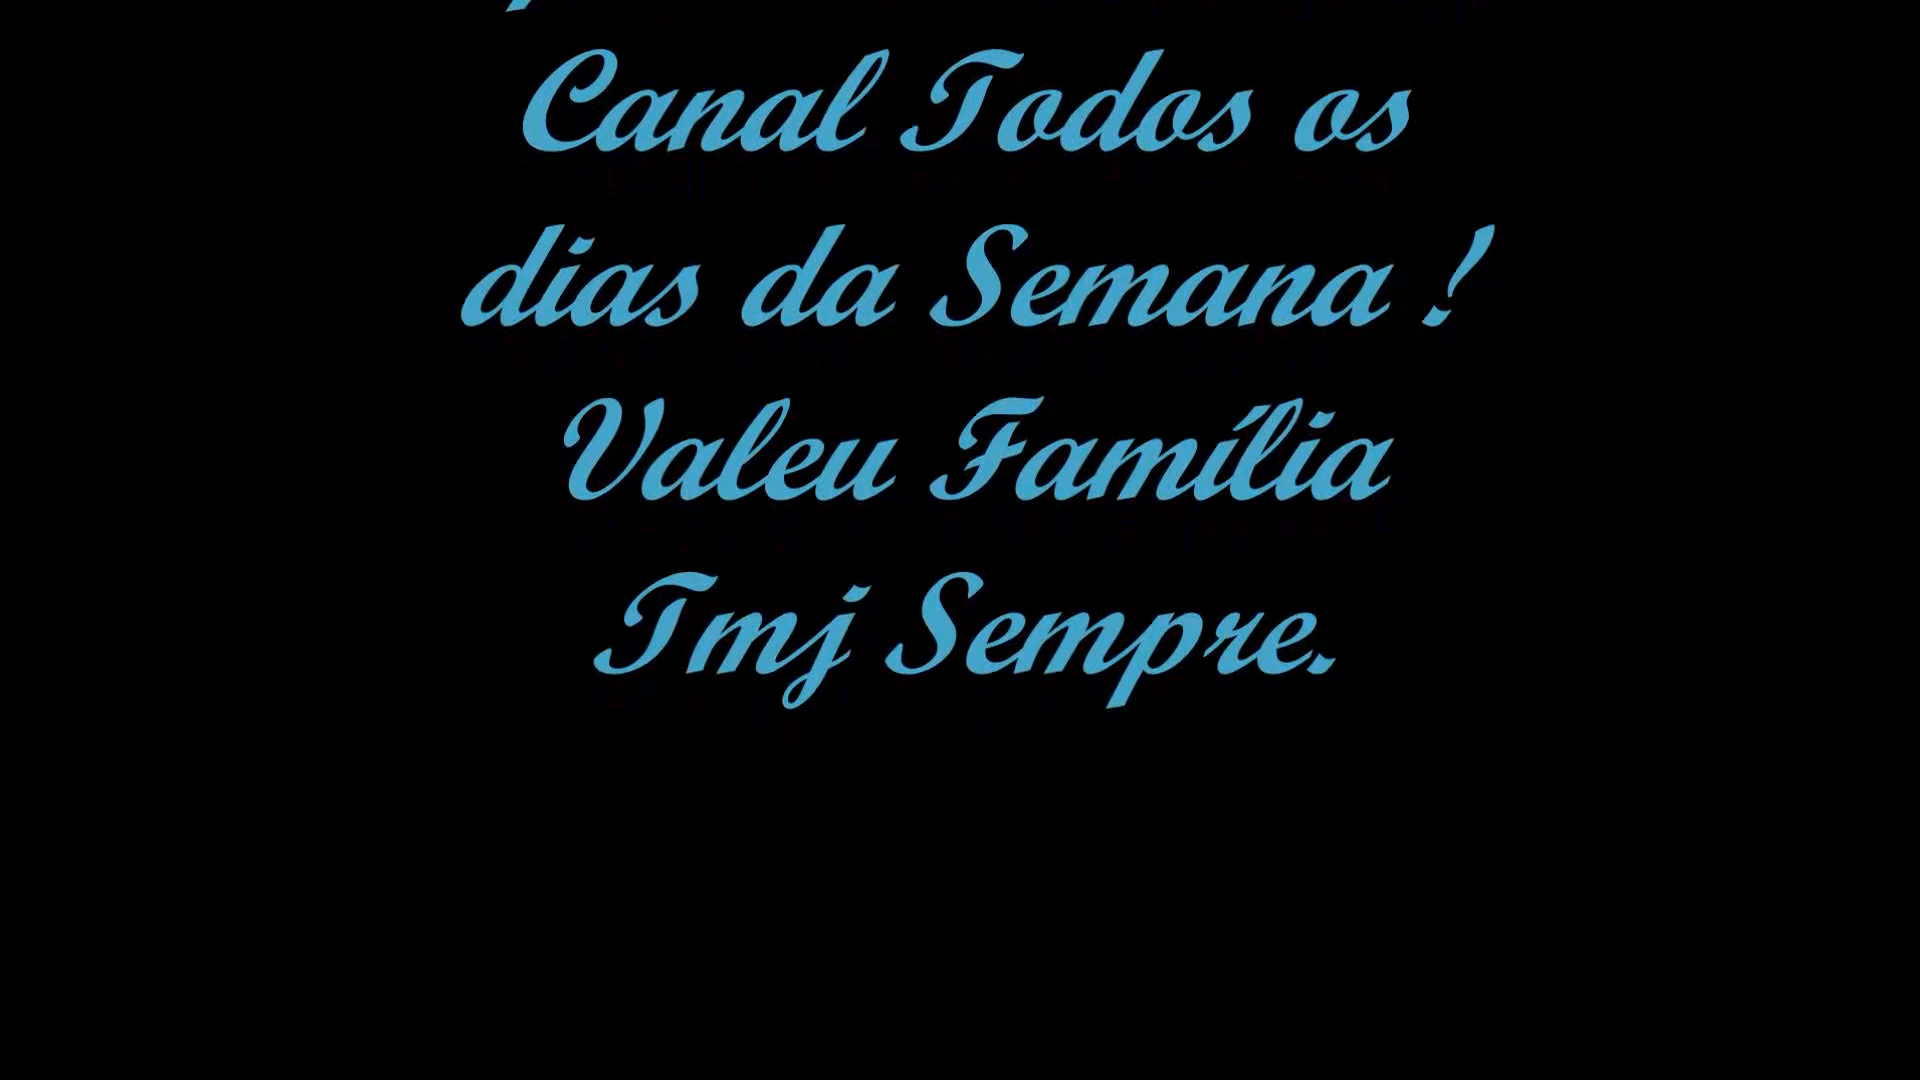 Canal Todos os
dias da Semana !
Valeu Família
Tmj Sempre.